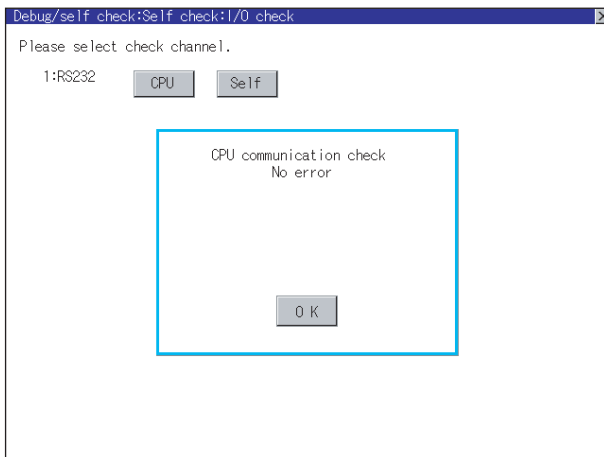 Debug/self check:Self check:I/O check
Please select check channel.
1:RS232 CPU Self
CPU communication check
No error
O K